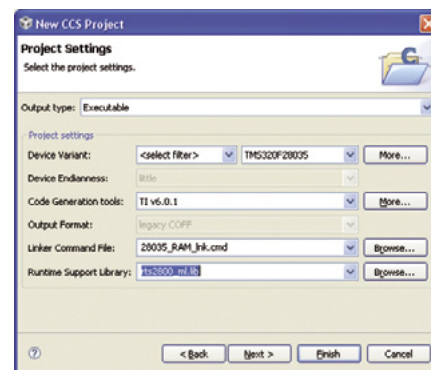 New CCS Project
Project Settings
Select the project settings.
Output type: Executable
Project settings
Device Variant: <select filter> TMS320F28035 More...
Device Endianness: little
Code Generation tools: TI v6.0.1 More...
Output Format: legacy COFF
Linker Command File: 28035_RAM_lnk.cmd Browse...
Runtime Support Library: rts2800_ml.lib Browse...
< Back Next > Finish Cancel